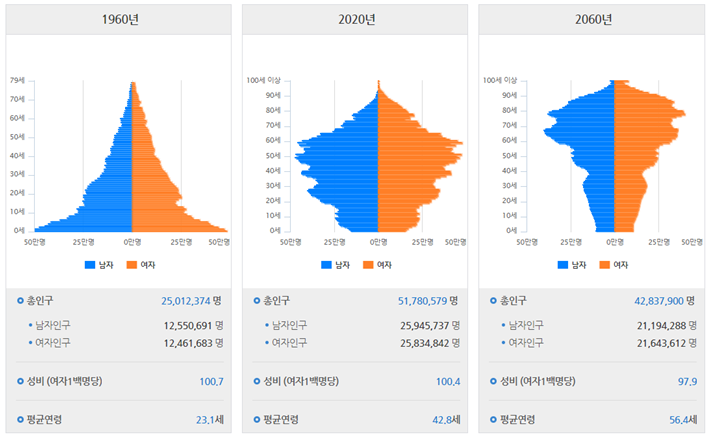 1960년
79세
70세
60세
50세
40세
30세
20세
10세
0세
50만명 25만명 0만명 25만명 50만명
남자 여자
총인구 25,012,374 명
남자인구 12,550,691 명
여자인구 12,461,683 명
성비 (여자1백명당) 100.7
평균연령 23.1세
2020년
100세 이상
90세
80세
70세
60세
50세
40세
30세
20세
10세
0세
50만명 25만명 0만명 25만명 50만명
남자 여자
총인구 51,780,579 명
남자인구 25,945,737 명
여자인구 25,834,842 명
성비 (여자1백명당) 100.4
평균연령 42.8세
2060년
100세 이상
90세
80세
70세
60세
50세
40세
30세
20세
10세
0세
50만명 25만명 0만명 25만명 50만명
남자 여자
총인구 42,837,900 명
남자인구 21,194,288 명
여자인구 21,643,612 명
성비 (여자1백명당) 97.9
평균연령 56.4세